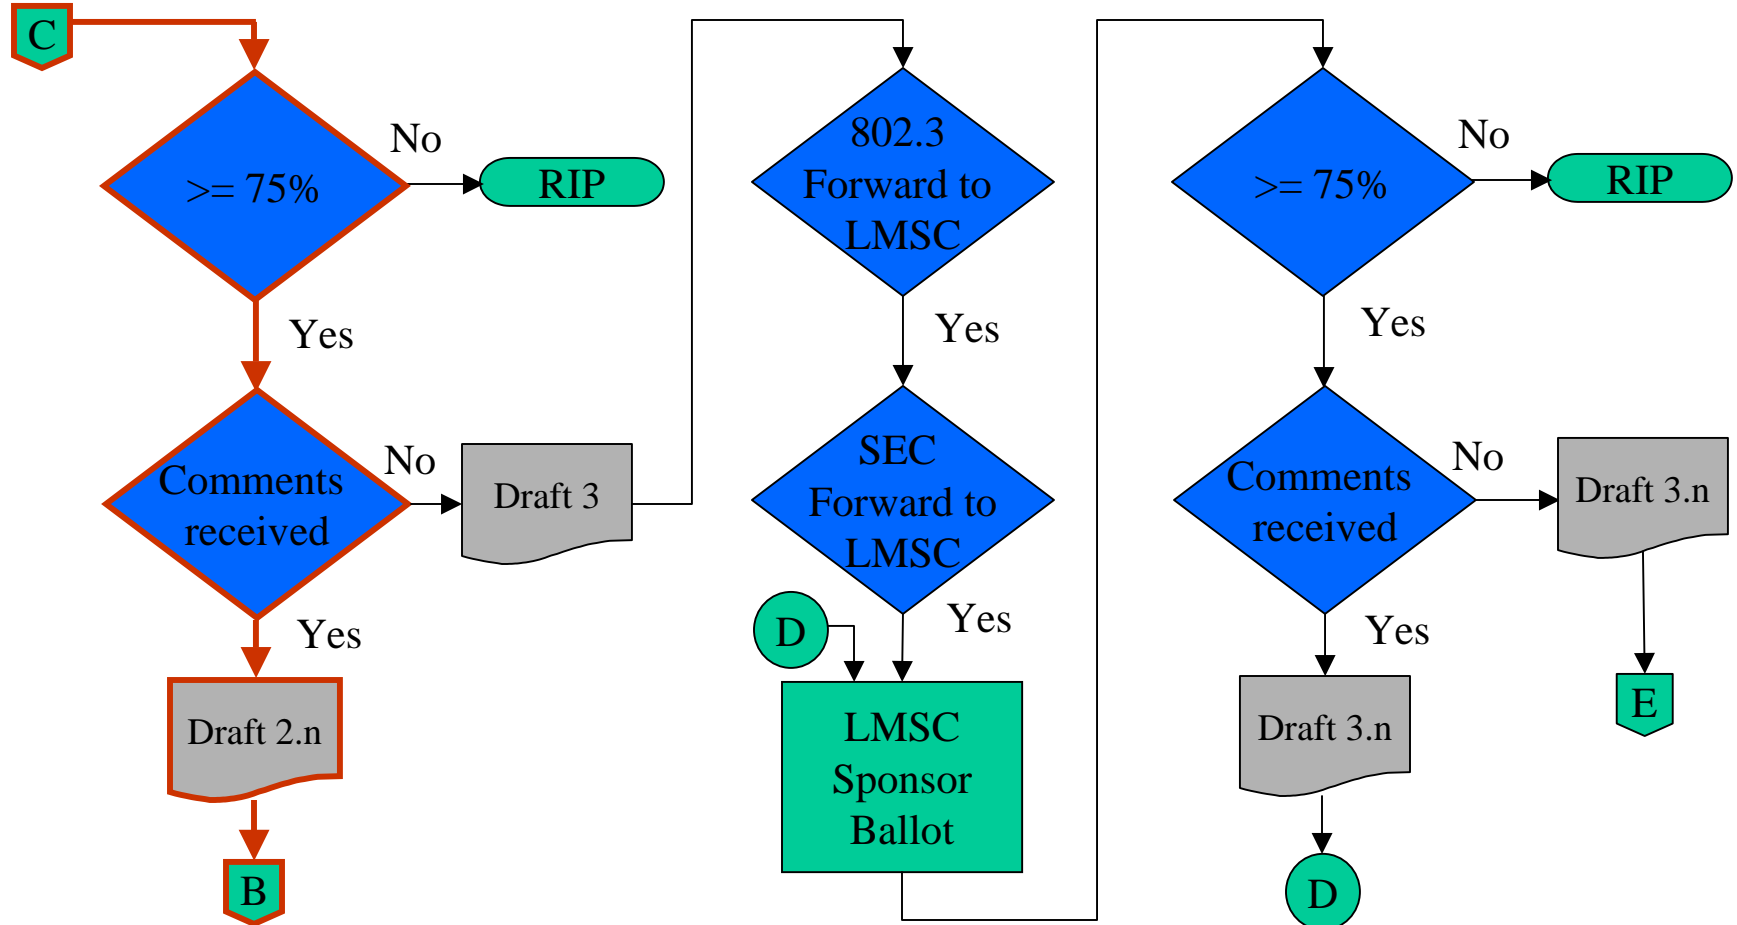 C
>= 75%
No
RIP
Yes
Comments
received
No
Draft 3
Yes
Draft 2.n
B
802.3
Forward to
LMSC
Yes
SEC
Forward to
LMSC
Yes
D
LMSC
Sponsor
Ballot
>= 75%
No
RIP
Yes
Comments
received
No
Draft 3.n
E
Yes
Draft 3.n
D